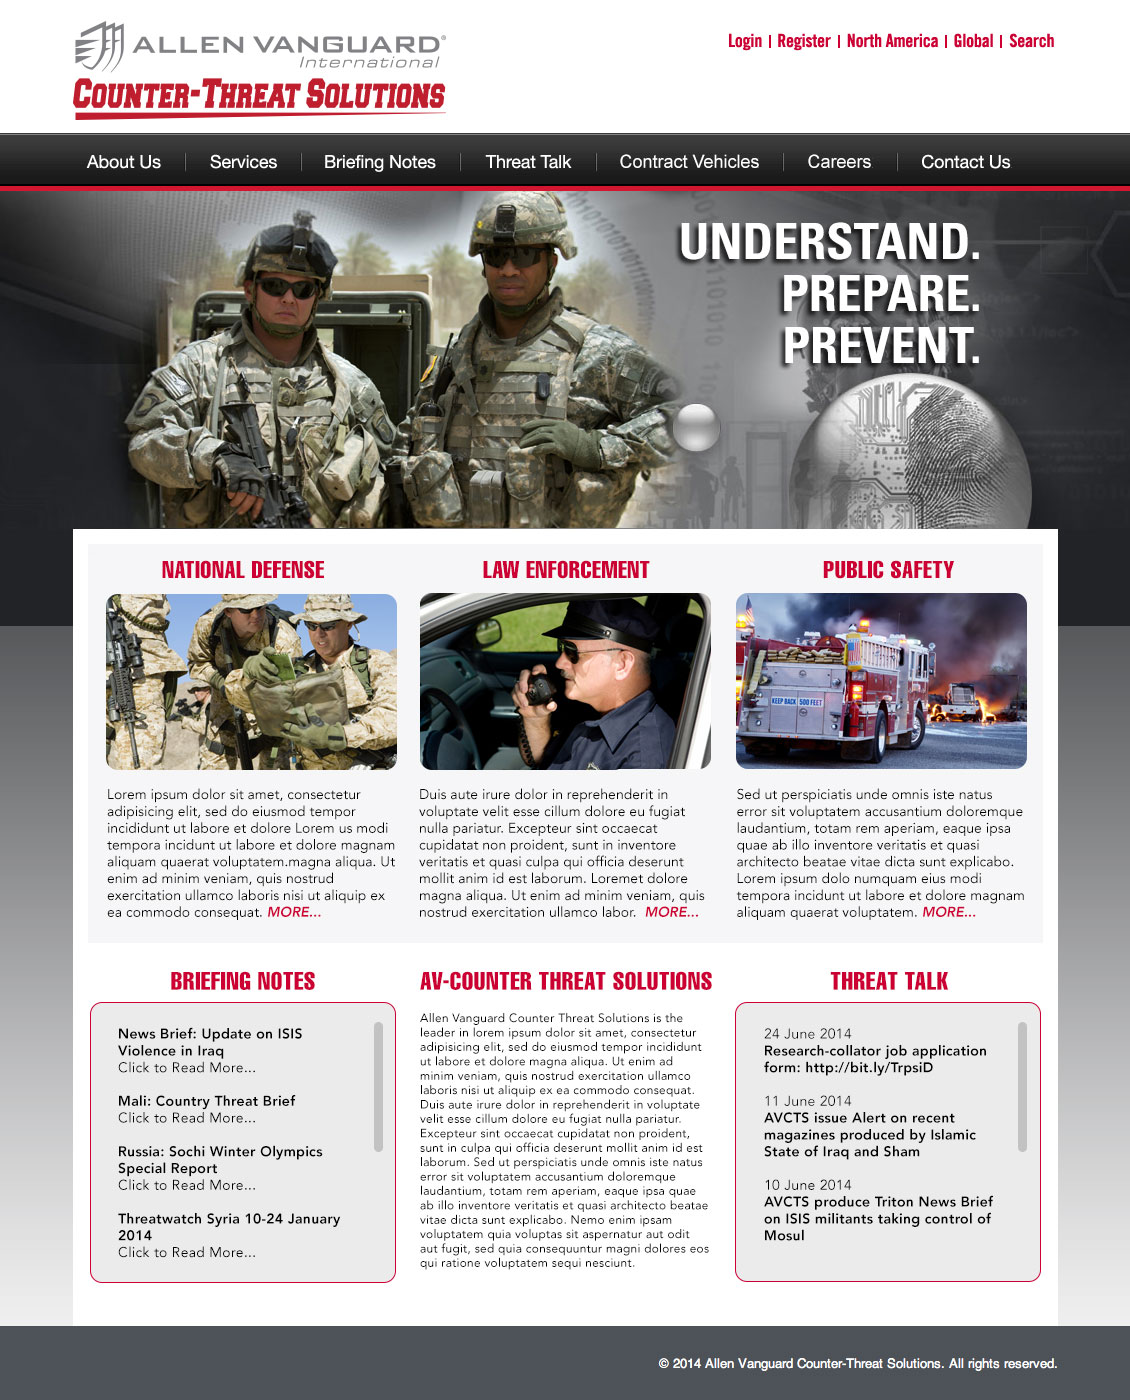 ALLEN VANGUARD®
International
COUNTER-THREAT SOLUTIONS
Login | Register | North America | Global | Search
About Us
Services
Briefing Notes
Threat Talk
Contract Vehicles
Careers
Contact Us
UNDERSTAND.
PREPARE.
PREVENT.
NATIONAL DEFENSE
Lorem ipsum dolor sit amet, consectetur
adipisicing elit, sed do eiusmod tempor
incididunt ut labore et dolore Lorem us modi
tempora incidunt ut labore et dolore magnam
aliquam quaerat voluptatem.magna aliqua. Ut
enim ad minim veniam, quis nostrud
exercitation ullamco laboris nisi ut aliquip ex
ea commodo consequat. MORE...
LAW ENFORCEMENT
Duis aute irure dolor in reprehenderit in
voluptate velit esse cillum dolore eu fugiat
nulla pariatur. Excepteur sint occaecat
cupidatat non proident, sunt in inventore
veritatis et quasi culpa qui officia deserunt
mollit anim id est laborum. Loremet dolore
magna aliqua. Ut enim ad minim veniam, quis
nostrud exercitation ullamco labor. MORE...
PUBLIC SAFETY
KEEP BACK 500 FEET
Sed ut perspiciatis unde omnis iste natus
error sit voluptatem accusantium doloremque
laudantium, totam rem aperiam, eaque ipsa
quae ab illo inventore veritatis et quasi
architecto beatae vitae dicta sunt explicabo.
Lorem ipsum dolo numquam eius modi
tempora incidunt ut labore et dolore magnam
aliquam quaerat voluptatem. MORE...
BRIEFING NOTES
News Brief: Update on ISIS
Violence in Iraq
Click to Read More...
Mali: Country Threat Brief
Click to Read More...
Russia: Sochi Winter Olympics
Special Report
Click to Read More...
Threatwatch Syria 10-24 January
2014
Click to Read More...
AV-COUNTER THREAT SOLUTIONS
Allen Vanguard Counter Threat Solutions is the
leader in lorem ipsum dolor sit amet, consectetur
adipisicing elit, sed do eiusmod tempor incididunt
ut labore et dolore magna aliqua. Ut enim ad
minim veniam, quis nostrud exercitation ullamco
laboris nisi ut aliquip ex ea commodo consequat.
Duis aute irure dolor in reprehenderit in voluptate
velit esse cillum dolore eu fugiat nulla pariatur.
Excepteur sint occaecat cupidatat non proident,
sunt in culpa qui officia deserunt mollit anim id est
laborum. Sed ut perspiciatis unde omnis iste natus
error sit voluptatem accusantium doloremque
laudantium, totam rem aperiam, eaque ipsa quae
ab illo inventore veritatis et quasi architecto beatae
vitae dicta sunt explicabo. Nemo enim ipsam
voluptatem quia voluptas sit aspernatur aut odit
aut fugit, sed quia consequuntur magni dolores eos
qui ratione voluptatem sequi nesciunt.
THREAT TALK
24 June 2014
Research-collator job application
form: http://bit.ly/TrpsiD
11 June 2014
AVCTS issue Alert on recent
magazines produced by Islamic
State of Iraq and Sham
10 June 2014
AVCTS produce Triton News Brief
on ISIS militants taking control of
Mosul
© 2014 Allen Vanguard Counter-Threat Solutions. All rights reserved.